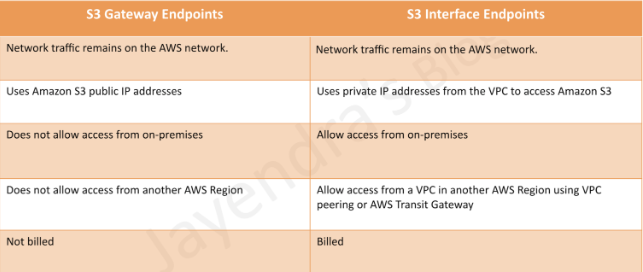 S3 Gateway Endpoints
S3 Interface Endpoints
Network traffic remains on the AWS network.
Network traffic remains on the AWS network.
Uses Amazon S3 public IP addresses
Uses private IP addresses from the VPC to access Amazon S3
Does not allow access from on-premises
Allow access from on-premises
Does not allow access from another AWS Region
Allow access from a VPC in another AWS Region using VPC
peering or AWS Transit Gateway
Not billed
Billed
Jayendra's Blog